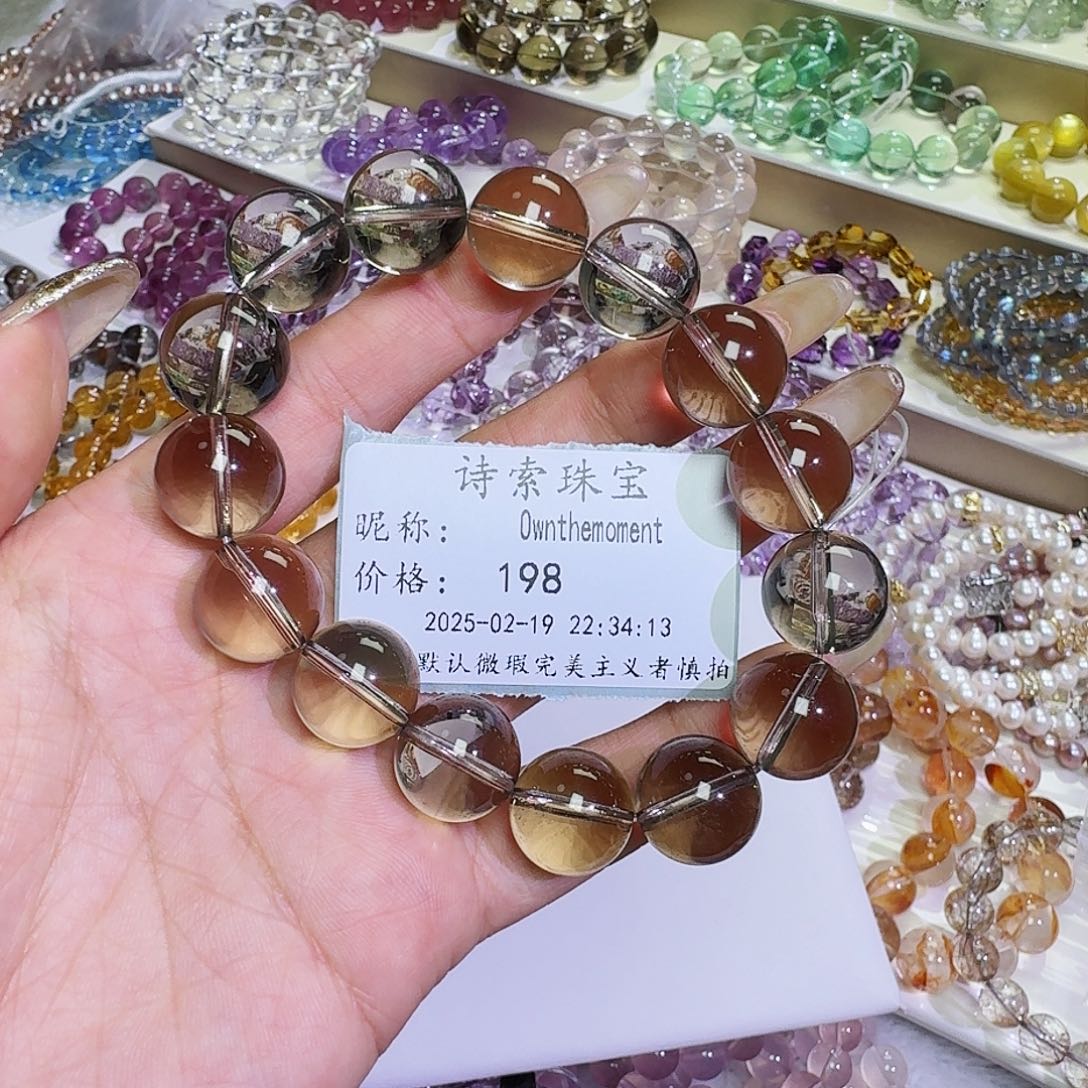 诗索珠宝
昵称： Ownthemoment
价格： 198
2025-02-19 22:34:13
默认微瑕完美主义者慎拍